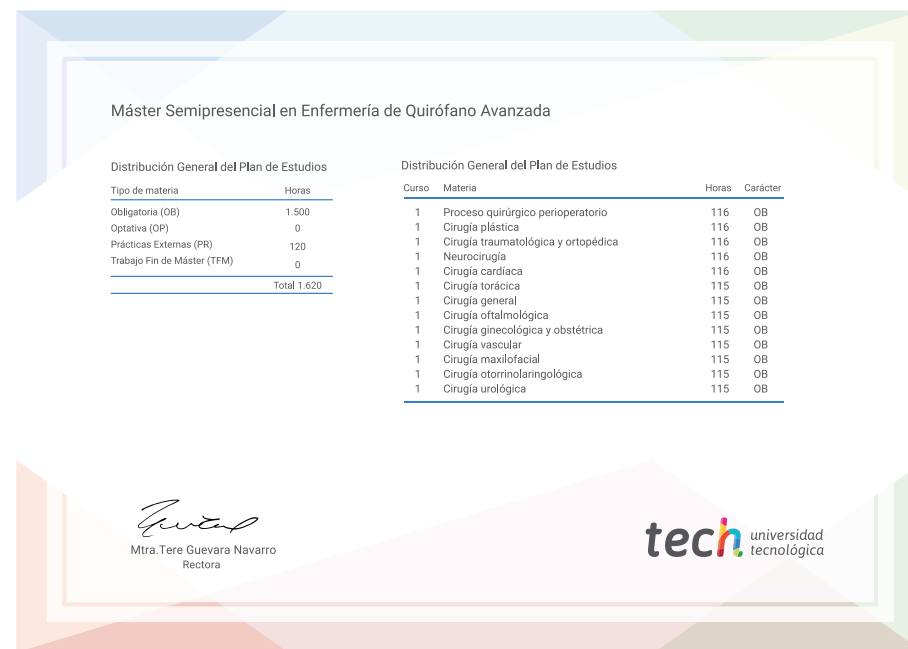 Máster Semipresencial en Enfermería de Quirófano Avanzada
Distribución General del Plan de Estudios
Tipo de materia Horas
Obligatoria (OB) 1.500
Optativa (OP) 0
Prácticas Externas (PR) 120
Trabajo Fin de Máster (TFM) 0
Total 1.620
Distribución General del Plan de Estudios
Curso Materia Horas Carácter
1 Proceso quirúrgico perioperatorio 116 OB
1 Cirugía plástica 116 OB
1 Cirugía traumatológica y ortopédica 116 OB
1 Neurocirugía 116 OB
1 Cirugía cardíaca 116 OB
1 Cirugía torácica 115 OB
1 Cirugía general 115 OB
1 Cirugía oftalmológica 115 OB
1 Cirugía ginecológica y obstétrica 115 OB
1 Cirugía vascular 115 OB
1 Cirugía maxilofacial 115 OB
1 Cirugía otorrinolaringológica 115 OB
1 Cirugía urológica 115 OB
Mtra.Tere Guevara Navarro
Rectora
tech universidad
tecnológica